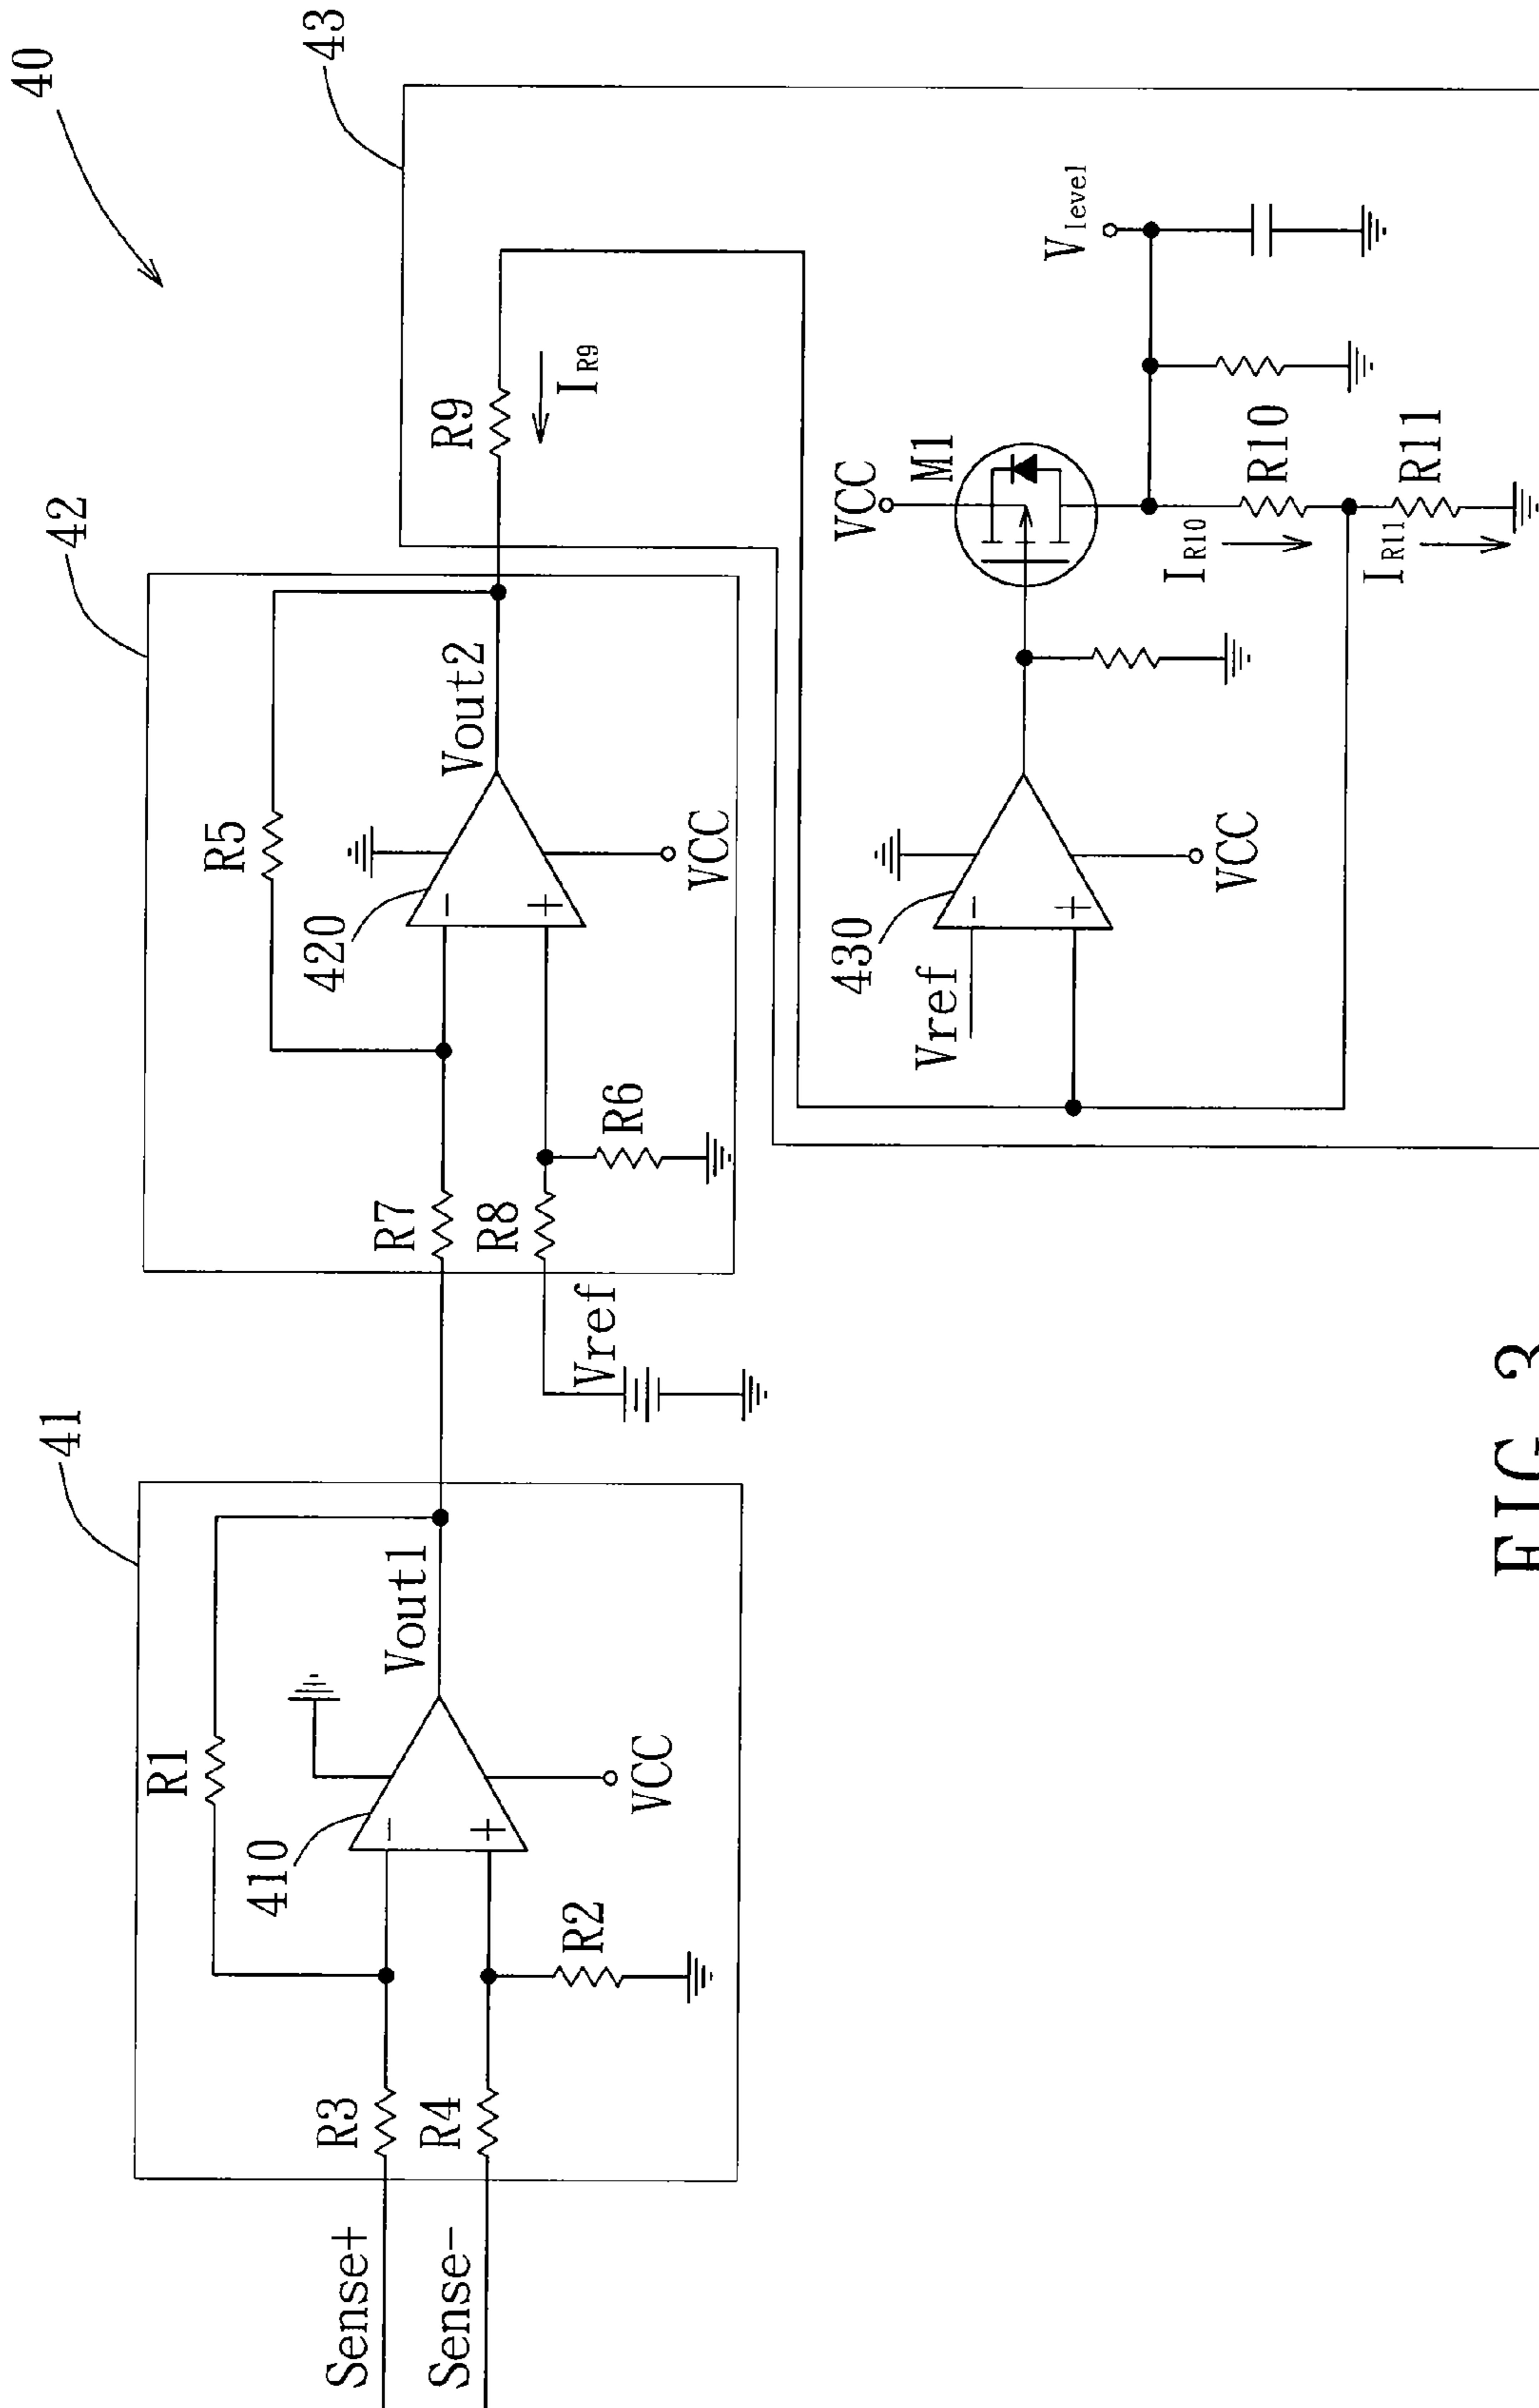 40
41
42
43
R1
410
Vout1
R3
R4
R2
VCC
Sense+
Sense-
R5
420
Vout2
R7
R8
R6
VCC
Vref
R9
I_R9
430
Vref
VCC
VCC
M1
V_level
I_R10
R10
I_R11
R11
FIG 3